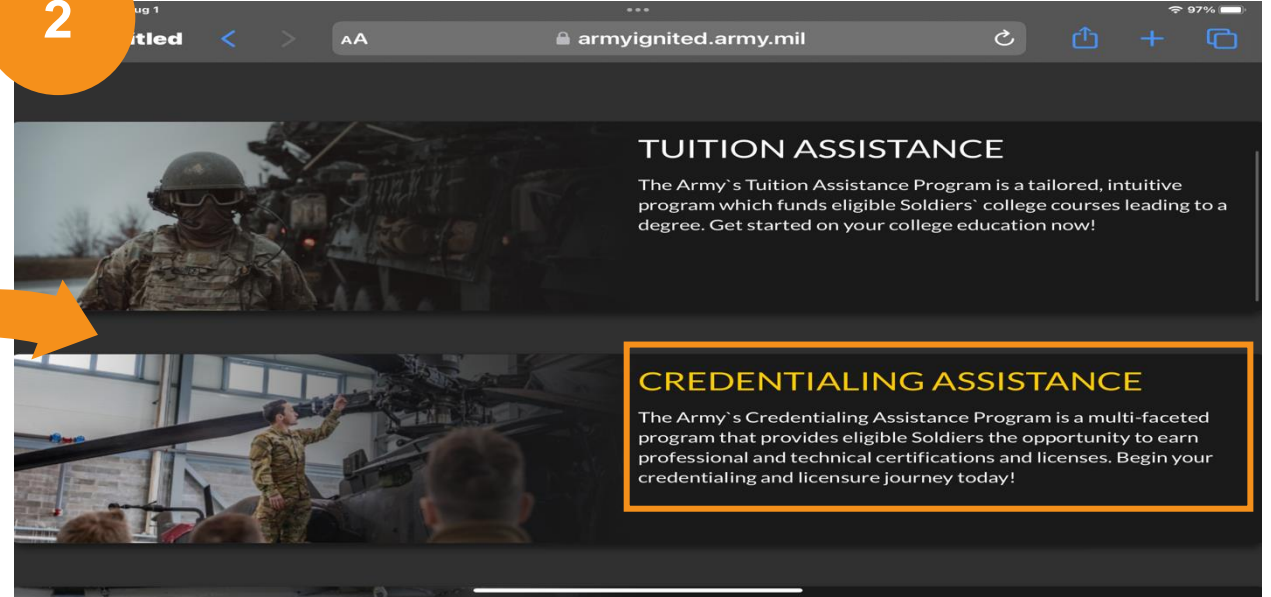 2
ug 1
97%
tled
AA
armyignited.army.mil
TUITION ASSISTANCE
The Army`s Tuition Assistance Program is a tailored, intuitive
program which funds eligible Soldiers` college courses leading to a
degree. Get started on your college education now!
CREDENTIALING ASSISTANCE
The Army`s Credentialing Assistance Program is a multi-faceted
program that provides eligible Soldiers the opportunity to earn
professional and technical certifications and licenses. Begin your
credentialing and licensure journey today!